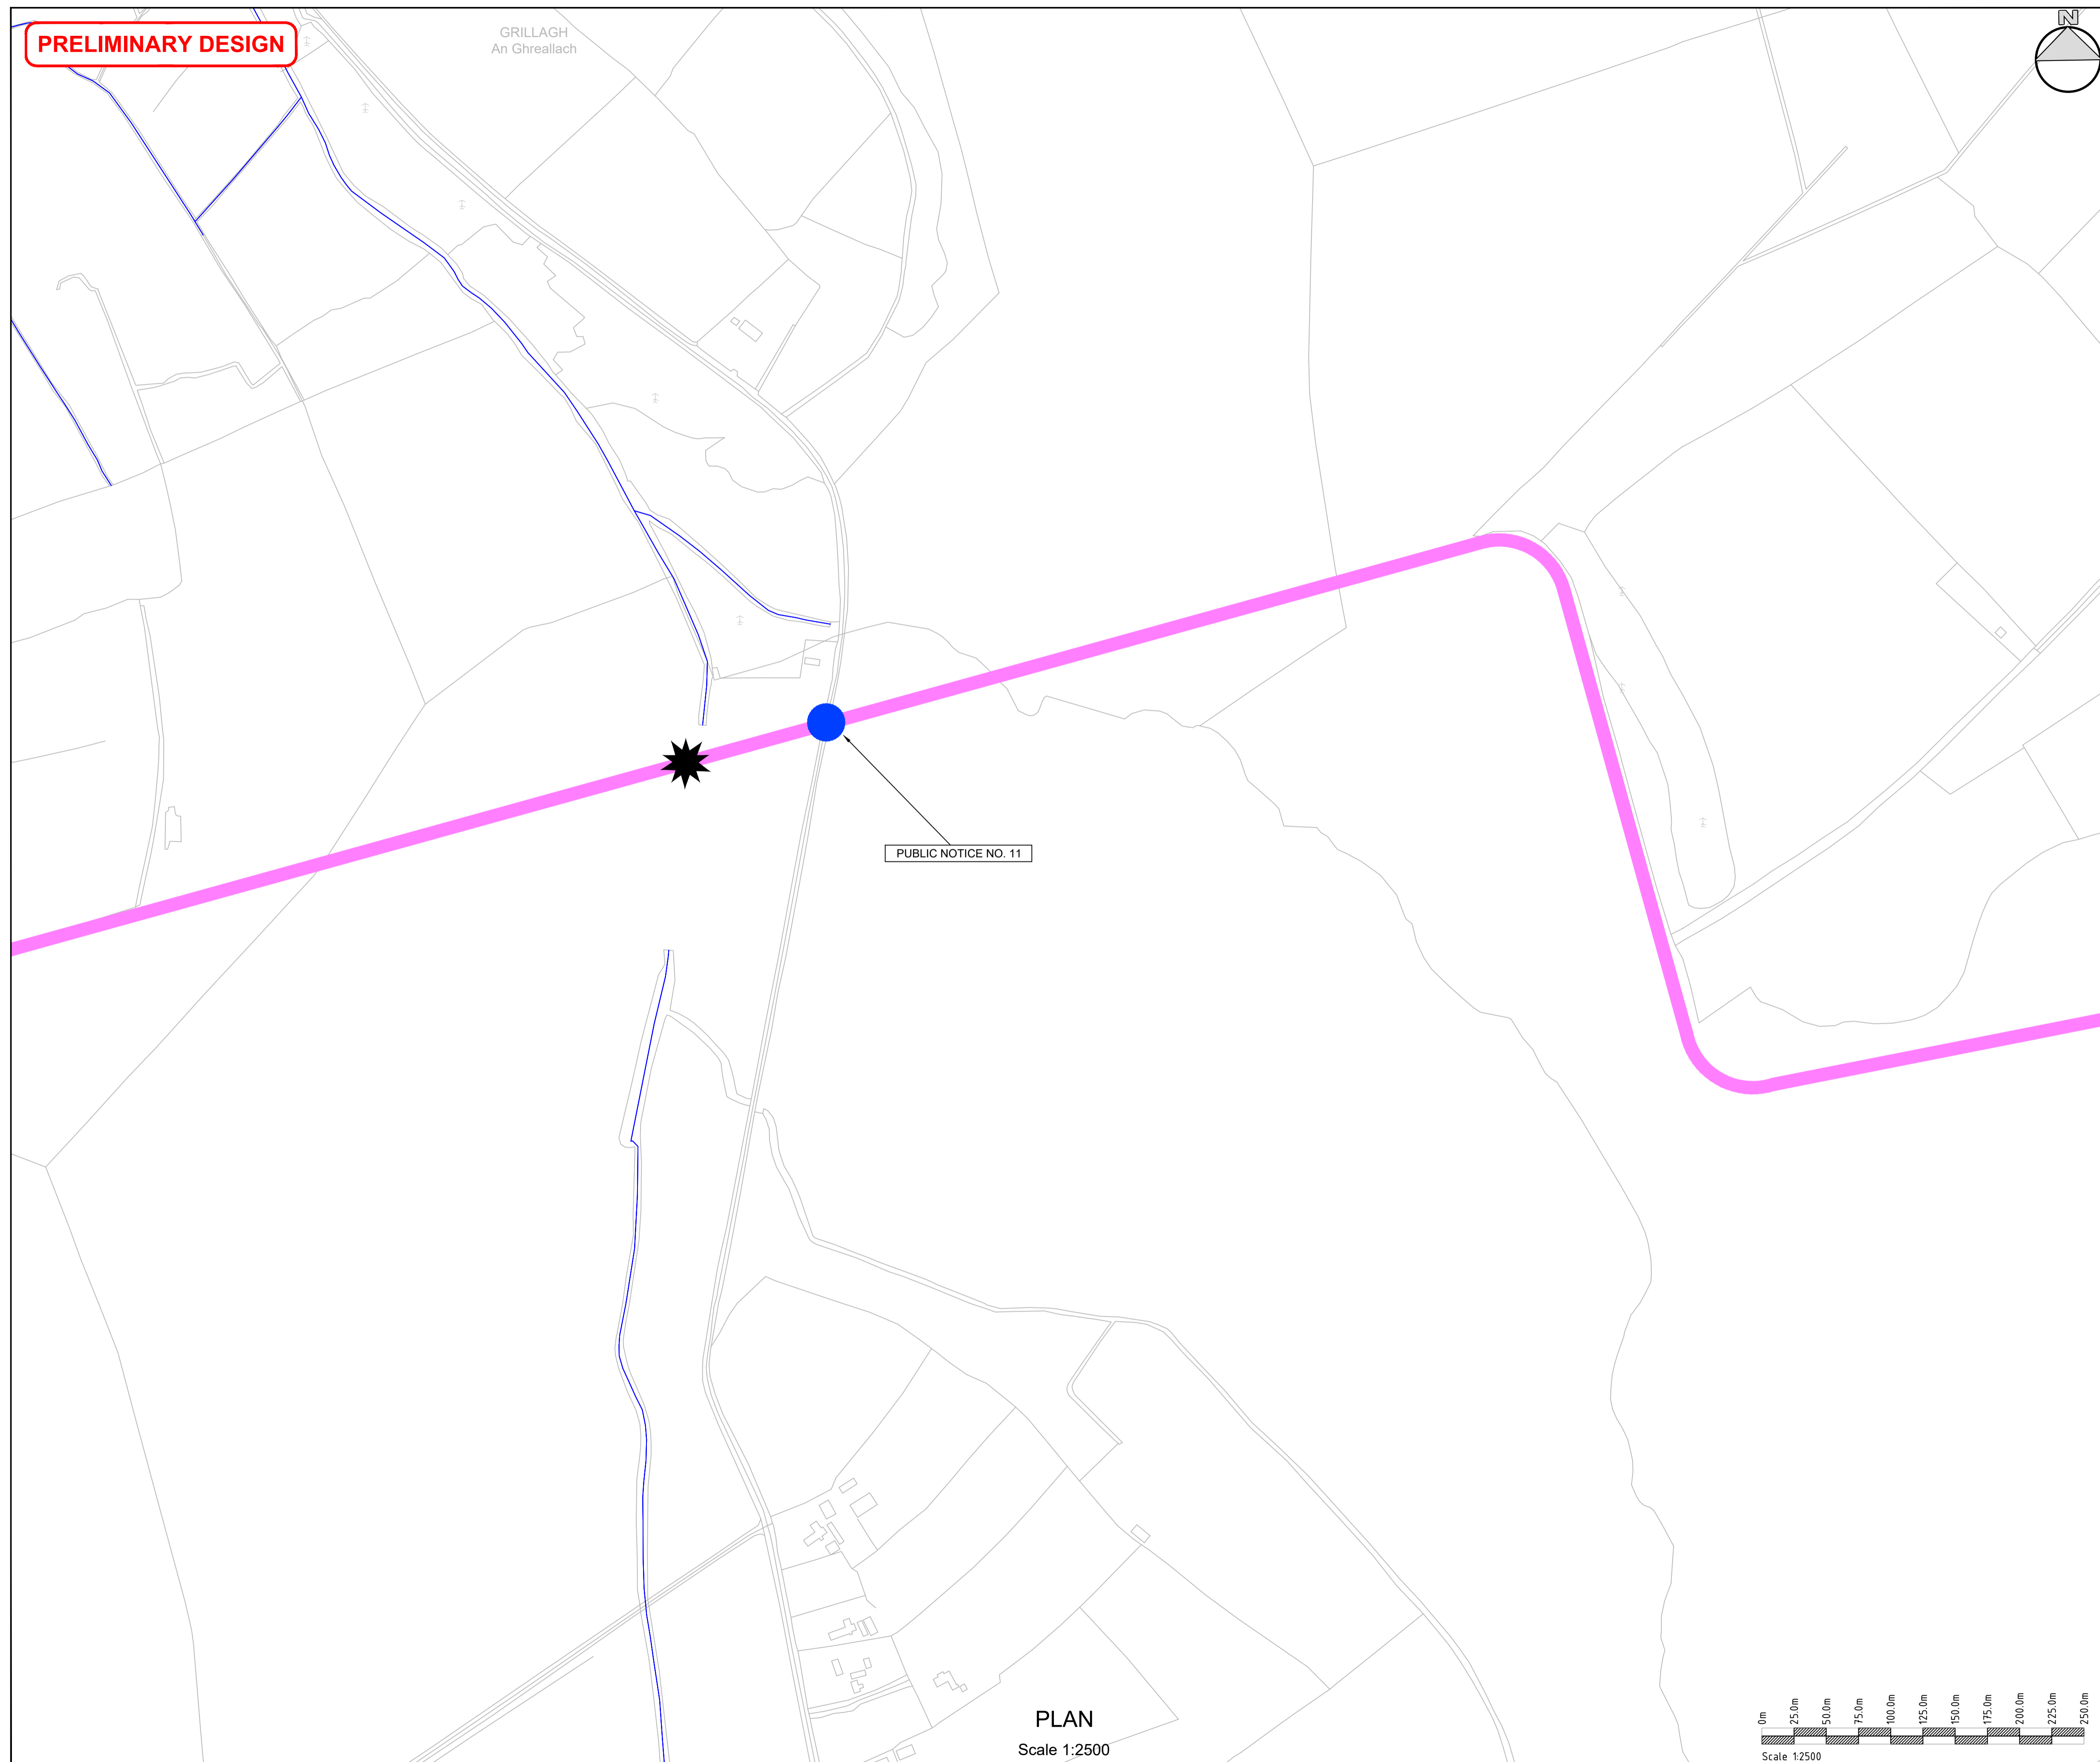 PRELIMINARY DESIGN
GRILLAGH
An Ghreallach
N
PUBLIC NOTICE NO. 11
PLAN
Scale 1:2500
0m
25.0m
50.0m
75.0m
100.0m
125.0m
150.0m
175.0m
200.0m
225.0m
250.0m
Scale 1:2500